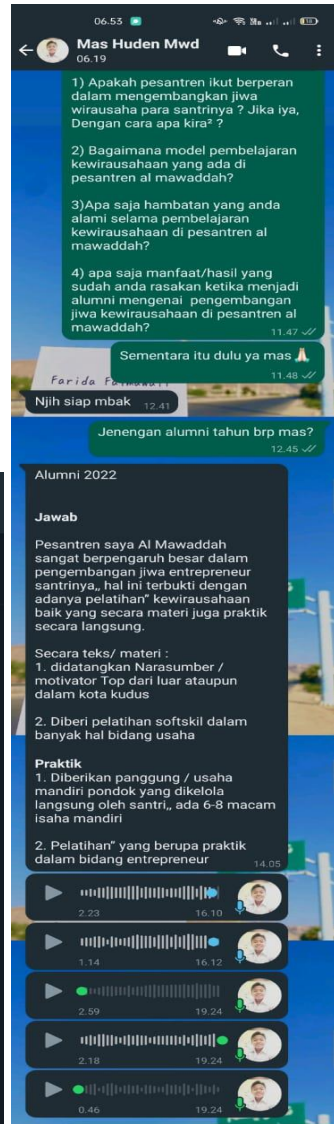 06.53
Mas Huden Mwd
06.19
1) Apakah pesantren ikut berperan
dalam mengembangkan jiwa
wirausaha para santrinya ? Jika iya,
Dengan cara apa kira² ?
2) Bagaimana model pembelajaran
kewirausahaan yang ada di
pesantren al mawaddah?
3)Apa saja hambatan yang anda
alami selama pembelajaran
kewirausahaan di pesantren al
mawaddah?
4) apa saja manfaat/hasil yang
sudah anda rasakan ketika menjadi
alumni mengenai pengembangan
jiwa kewirausahaan di pesantren al
mawaddah?
11.47
Sementara itu dulu ya mas🙏🏻
11.48
Farida
Njih siap mbak
12.41
Jenengan alumni tahun brp mas?
12.45
Alumni 2022
Jawab
Pesantren saya Al Mawaddah
sangat berpengaruh besar dalam
pengembangan jiwa entrepreneur
santrinya,, hal ini terbukti dengan
adanya pelatihan" kewirausahaan
baik yang secara materi juga praktik
secara langsung.
Secara teks/ materi :
1. didatangkan Narasumber /
motivator Top dari luar ataupun
dalam kota kudus
2. Diberi pelatihan softskil dalam
banyak hal bidang usaha
Praktik
1. Diberikan panggung / usaha
mandiri pondok yang dikelola
langsung oleh santri,, ada 6-8 macam
isaha mandiri
2. Pelatihan" yang berupa praktik
dalam bidang entrepreneur
14.05
2.23 16.10
1.14 16.12
2.59 19.24
2.18 19.24
0.46 19.24